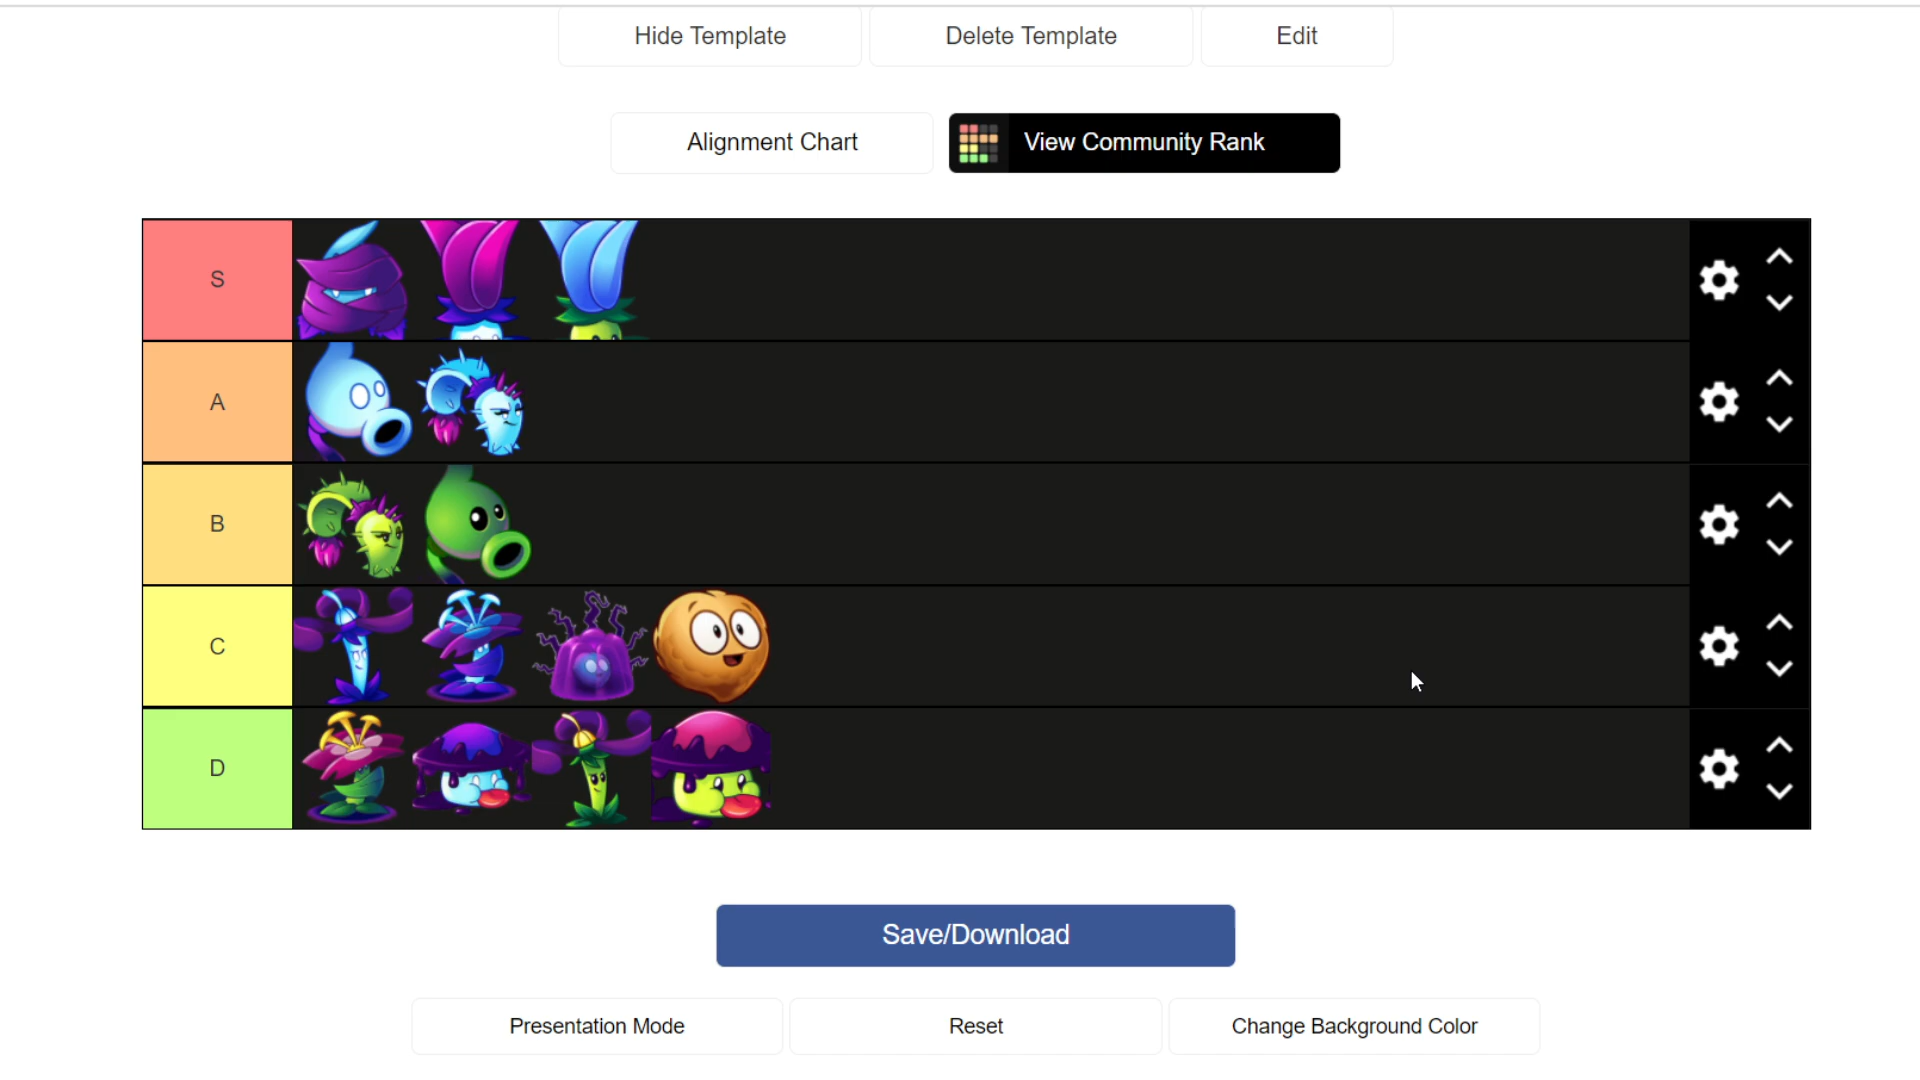 Hide Template Delete Template Edit
Alignment Chart View Community Rank
S
A
B
C
D
Save/Download
Presentation Mode Reset Change Background Color